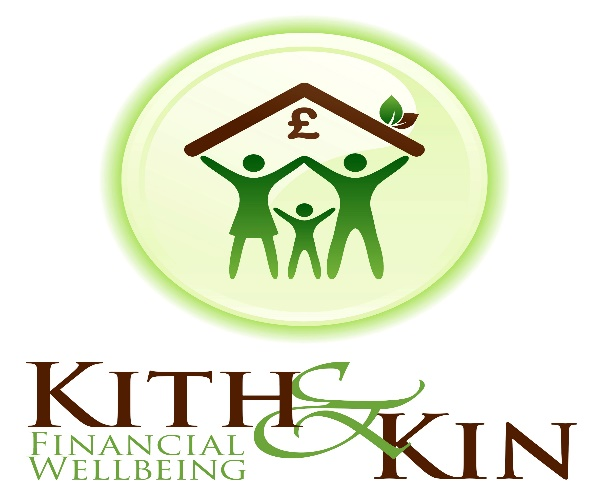 £
KITH & KIN
FINANCIAL
WELLBEING